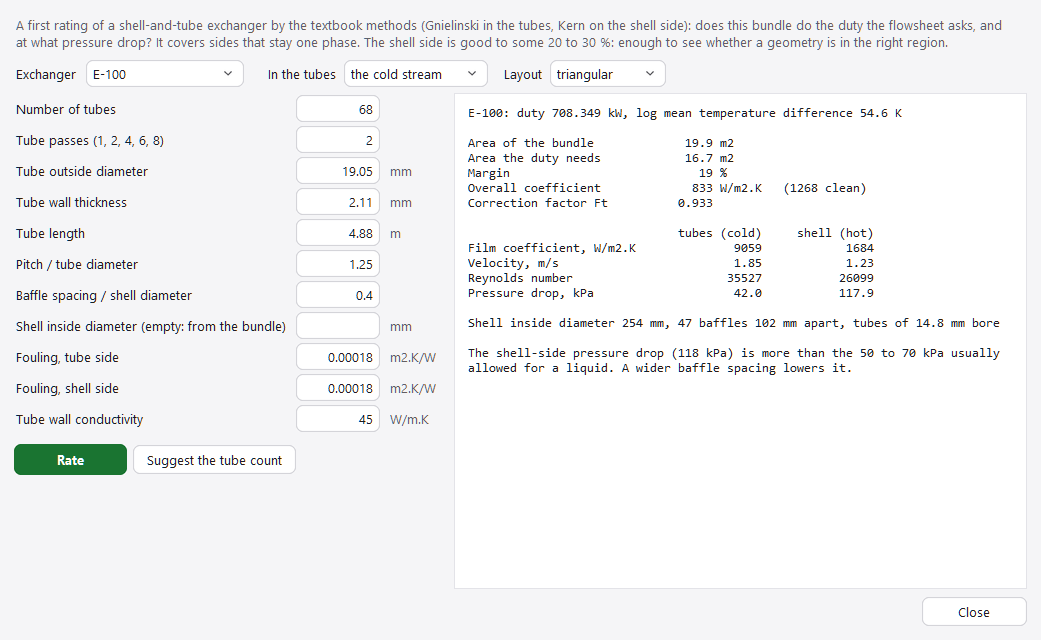 A first rating of a shell-and-tube exchanger by the textbook methods (Gnielinski in the tubes, Kern on the shell side): does this bundle do the duty the flowsheet asks, and
at what pressure drop? It covers sides that stay one phase. The shell side is good to some 20 to 30 %: enough to see whether a geometry is in the right region.
Exchanger E-100 In the tubes the cold stream Layout triangular
Number of tubes 68
Tube passes (1, 2, 4, 6, 8) 2
Tube outside diameter 19.05 mm
Tube wall thickness 2.11 mm
Tube length 4.88 m
Pitch / tube diameter 1.25
Baffle spacing / shell diameter 0.4
Shell inside diameter (empty: from the bundle) mm
Fouling, tube side 0.00018 m2.K/W
Fouling, shell side 0.00018 m2.K/W
Tube wall conductivity 45 W/m.K
Rate Suggest the tube count
E-100: duty 708.349 kW, log mean temperature difference 54.6 K
Area of the bundle 19.9 m2
Area the duty needs 16.7 m2
Margin 19 %
Overall coefficient 833 W/m2.K (1268 clean)
Correction factor Ft 0.933
tubes (cold) shell (hot)
Film coefficient, W/m2.K 9059 1684
Velocity, m/s 1.85 1.23
Reynolds number 35527 26099
Pressure drop, kPa 42.0 117.9
Shell inside diameter 254 mm, 47 baffles 102 mm apart, tubes of 14.8 mm bore
The shell-side pressure drop (118 kPa) is more than the 50 to 70 kPa usually
allowed for a liquid. A wider baffle spacing lowers it.
Close